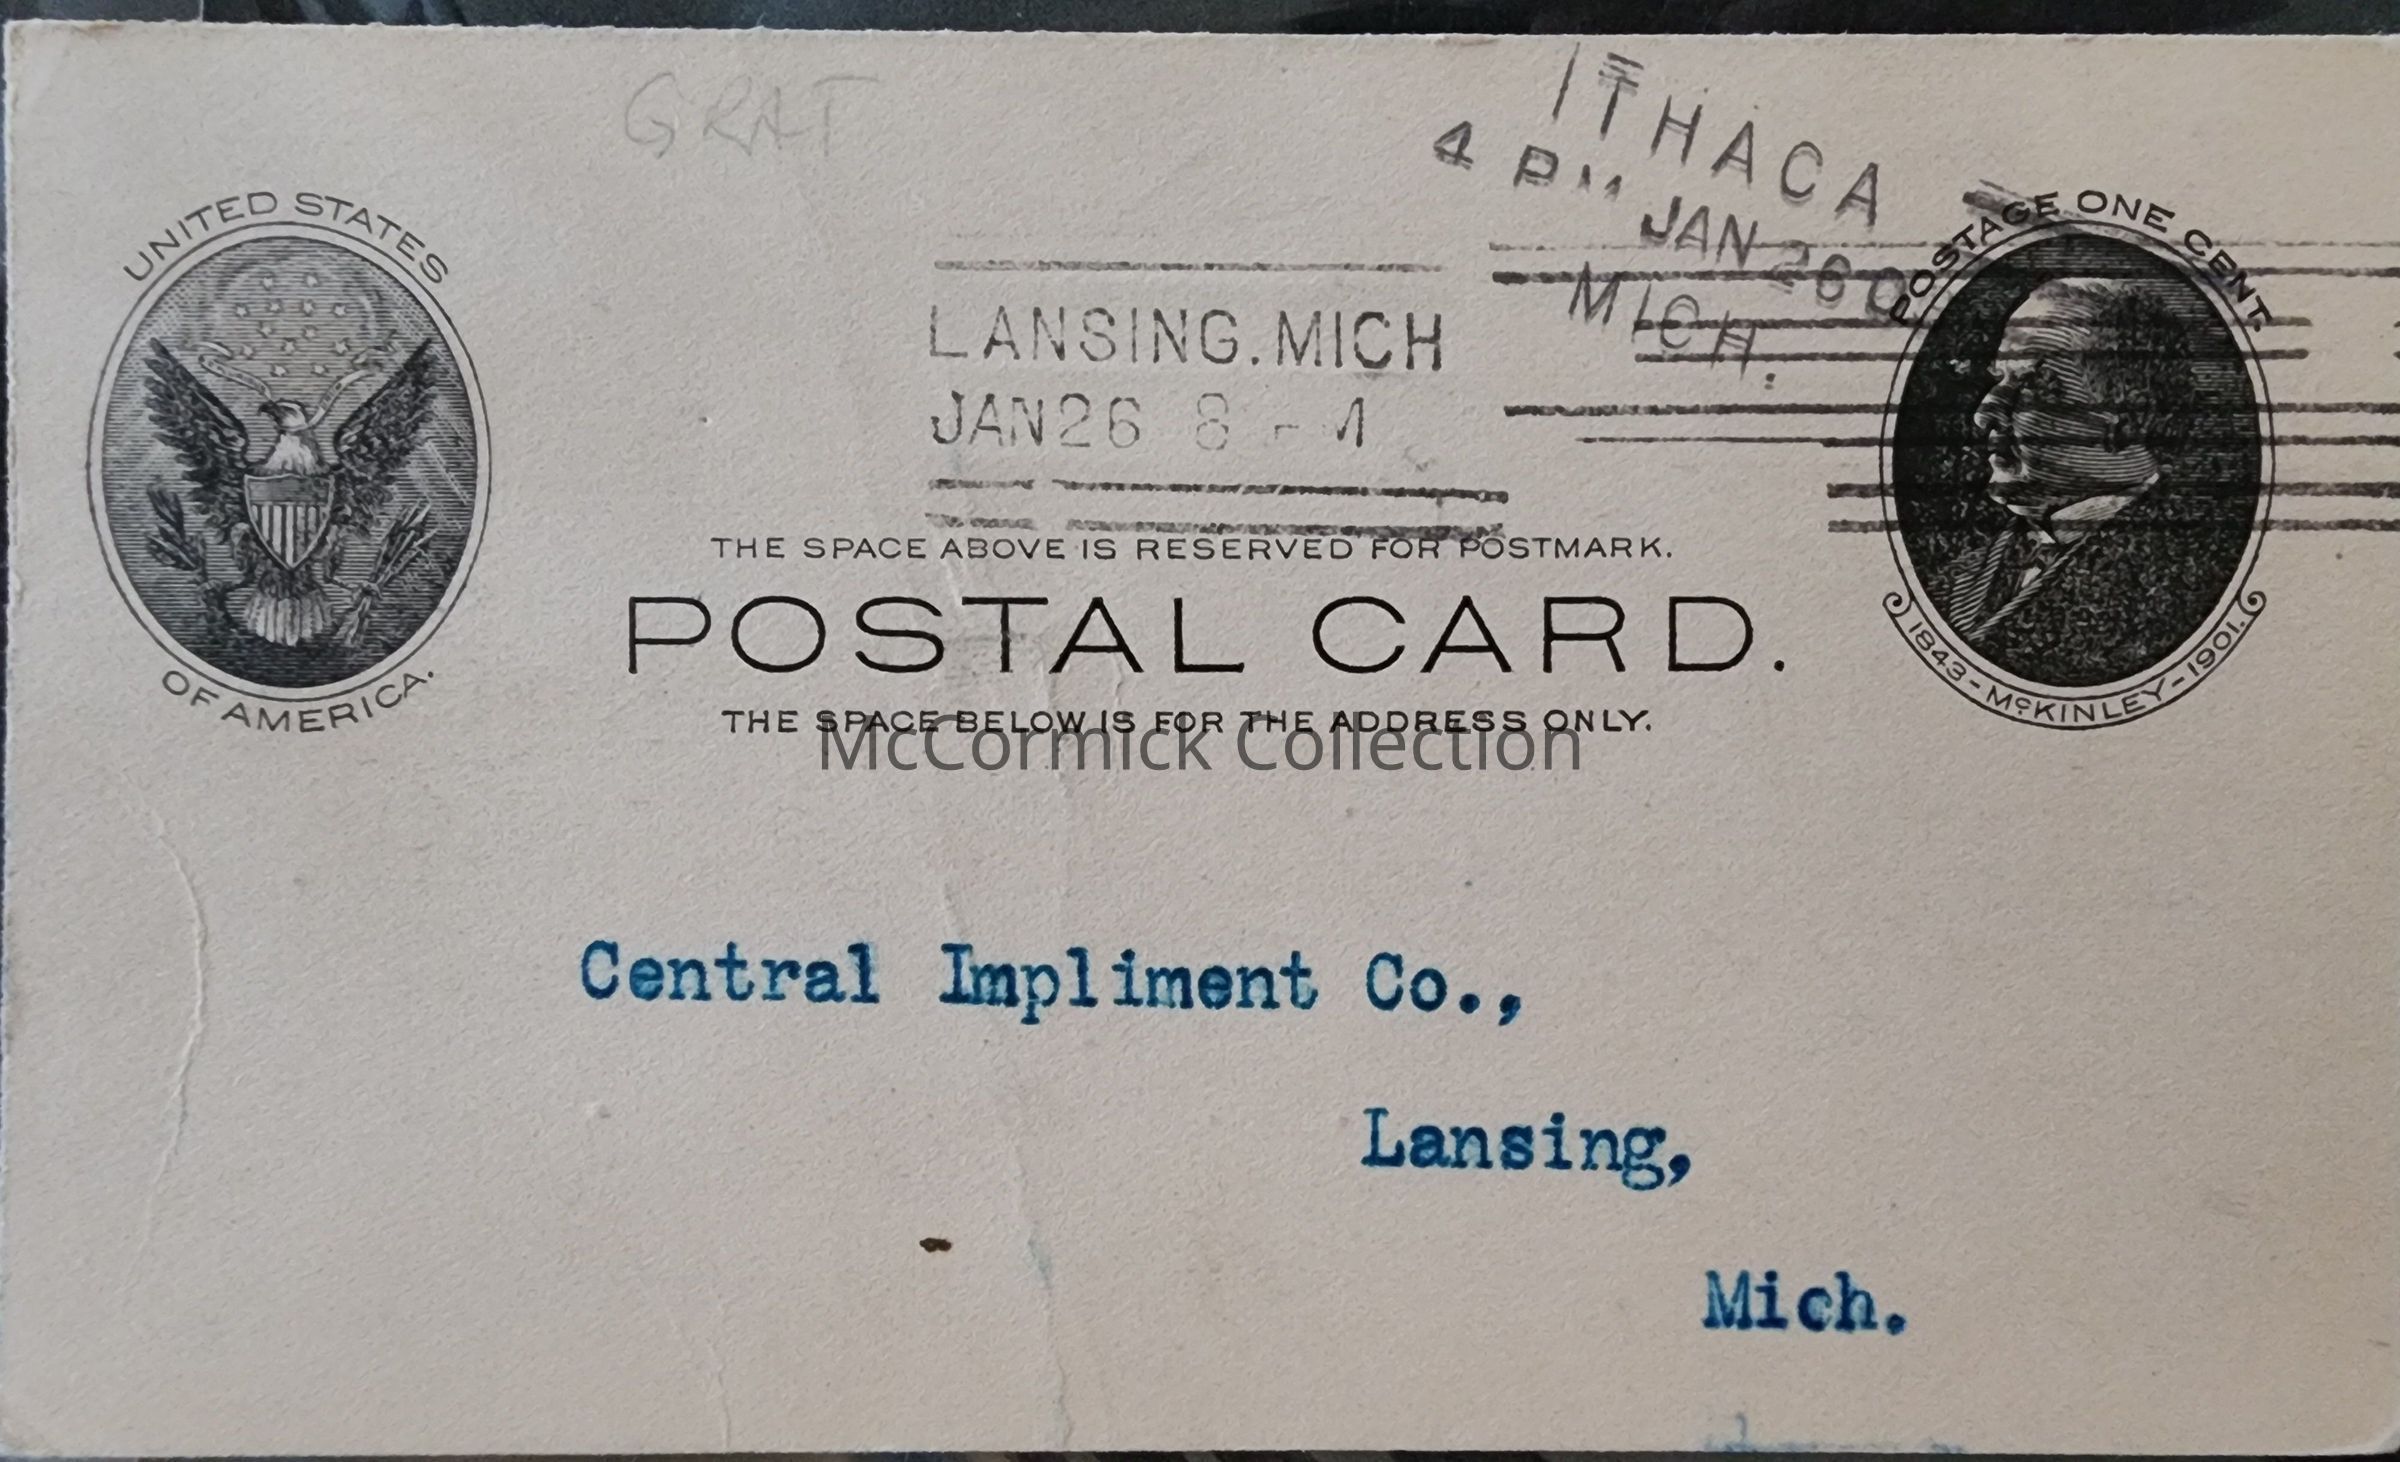 GRAT
ITHACA
4 PM
JAN 26 0
MICH.
UNITED STATES
OF AMERICA.
POSTAGE ONE CENT.
1843-McKINLEY-1901.
LANSING.MICH
JAN26 8
THE SPACE ABOVE IS RESERVED FOR POSTMARK.
POSTAL CARD.
THE SPACE BELOW IS FOR THE ADDRESS ONLY.
McCormick Collection
Central Impliment Co.,
Lansing,
Mich.